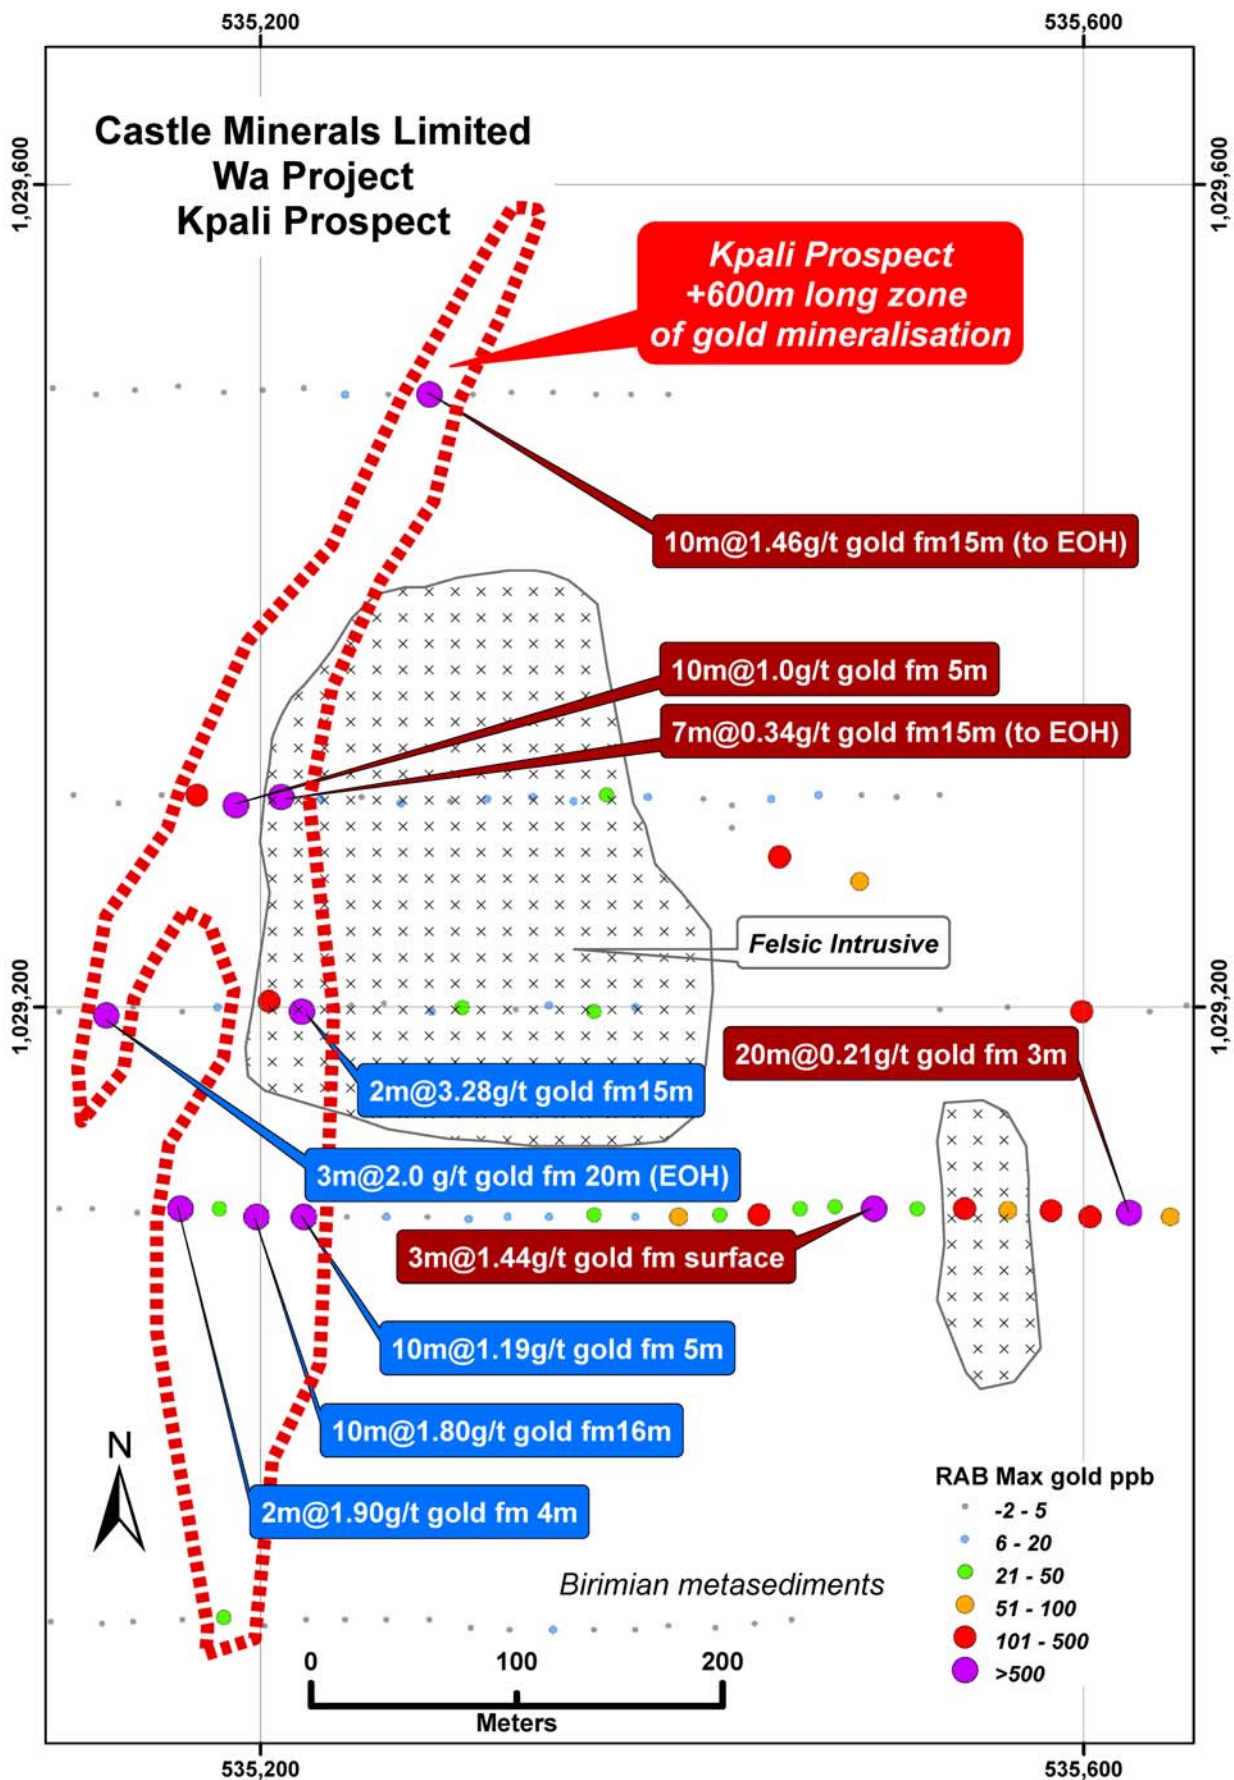 535,200
535,600
Castle Minerals Limited
Wa Project
Kpali Prospect
1,029,600
1,029,600
Kpali Prospect
+600m long zone
of gold mineralisation
10m@1.46g/t gold fm15m (to EOH)
10m@1.0g/t gold fm 5m
7m@0.34g/t gold fm15m (to EOH)
Felsic Intrusive
1,029,200
1,029,200
20m@0.21g/t gold fm 3m
2m@3.28g/t gold fm15m
3m@2.0 g/t gold fm 20m (EOH)
3m@1.44g/t gold fm surface
10m@1.19g/t gold fm 5m
10m@1.80g/t gold fm16m
2m@1.90g/t gold fm 4m
N
RAB Max gold ppb
-2 - 5
6 - 20
21 - 50
51 - 100
101 - 500
>500
Birimian metasediments
0 100 200
Meters
535,200
535,600